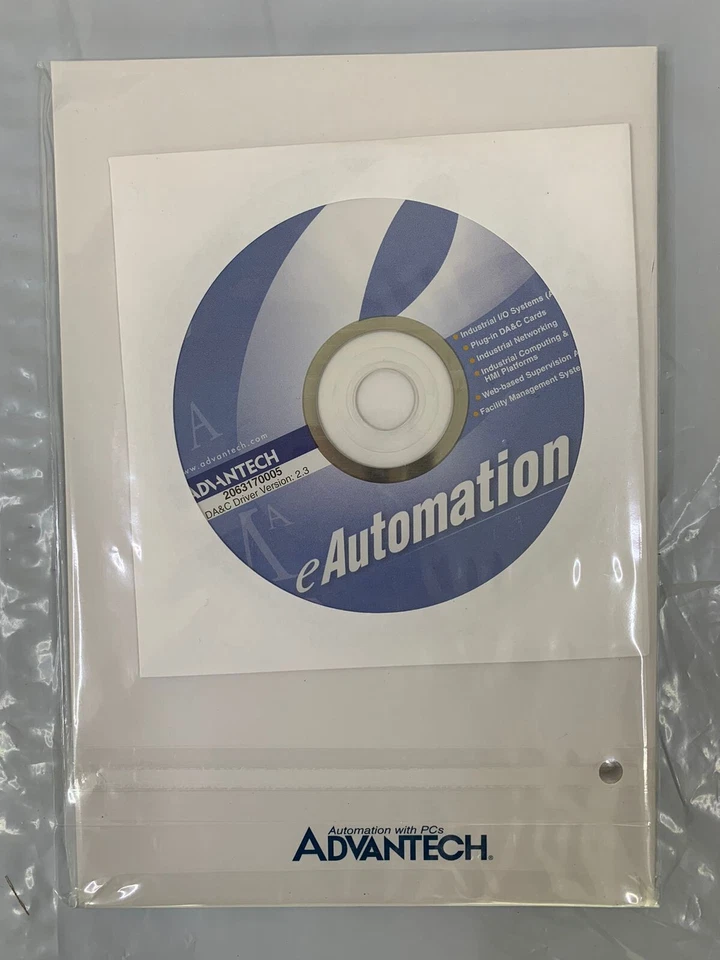 Industrial I/O Systems (A
Plug-in DA&C Cards
Industrial Networking
Industrial Computing &
HMI Platforms
Web-based Supervision A
Facility Management Syste
A
www.advantech.com
ADVANTECH
2063170005
DA&C Driver Version: 2.3
A
A
eAutomation
Automation with PCs
ADVANTECH®